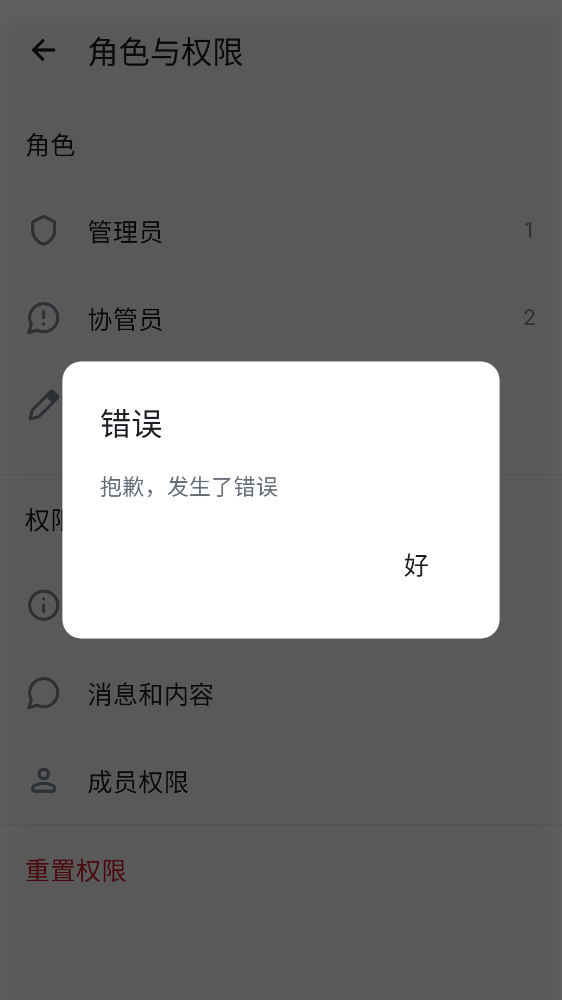 角色与权限
角色
管理员 1
协管员 2
错误
抱歉，发生了错误
权限
好
消息和内容
成员权限
重置权限